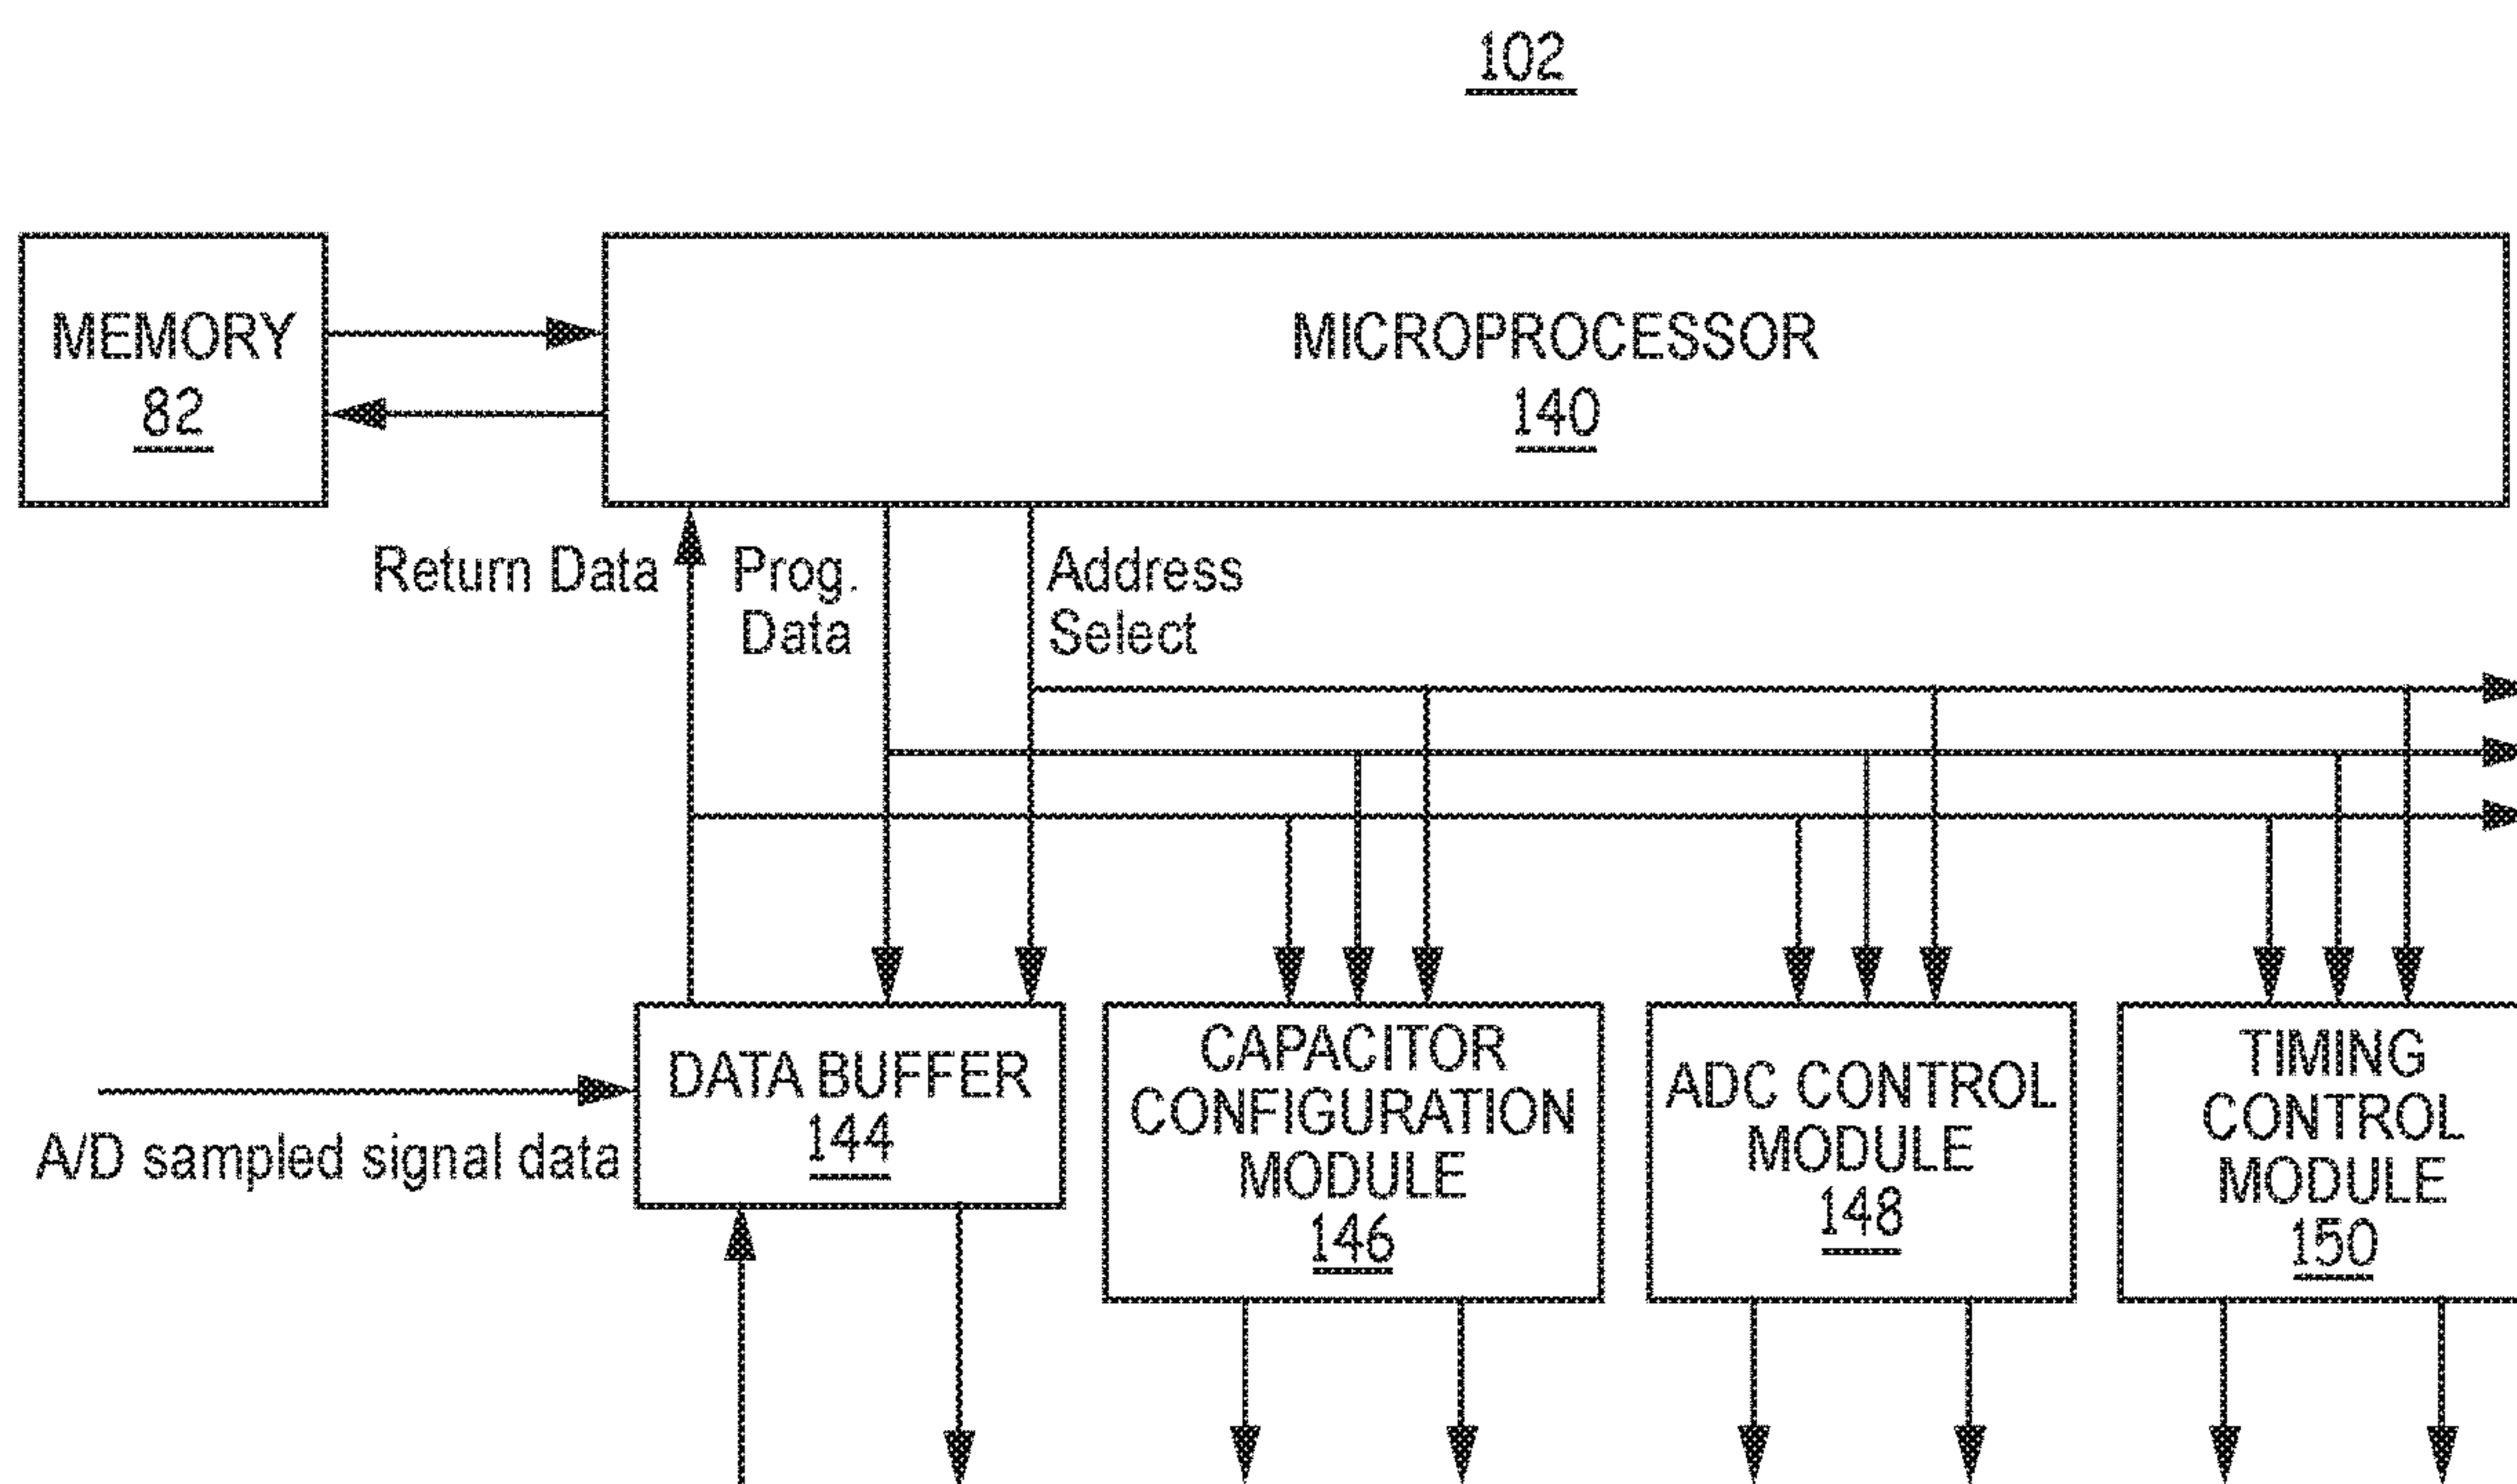 102
MEMORY
82
MICROPROCESSOR
140
Return Data
Prog.
Data
Address
Select
A/D sampled signal data
DATA BUFFER
144
CAPACITOR
CONFIGURATION
MODULE
146
ADC CONTROL
MODULE
148
TIMING
CONTROL
MODULE
150